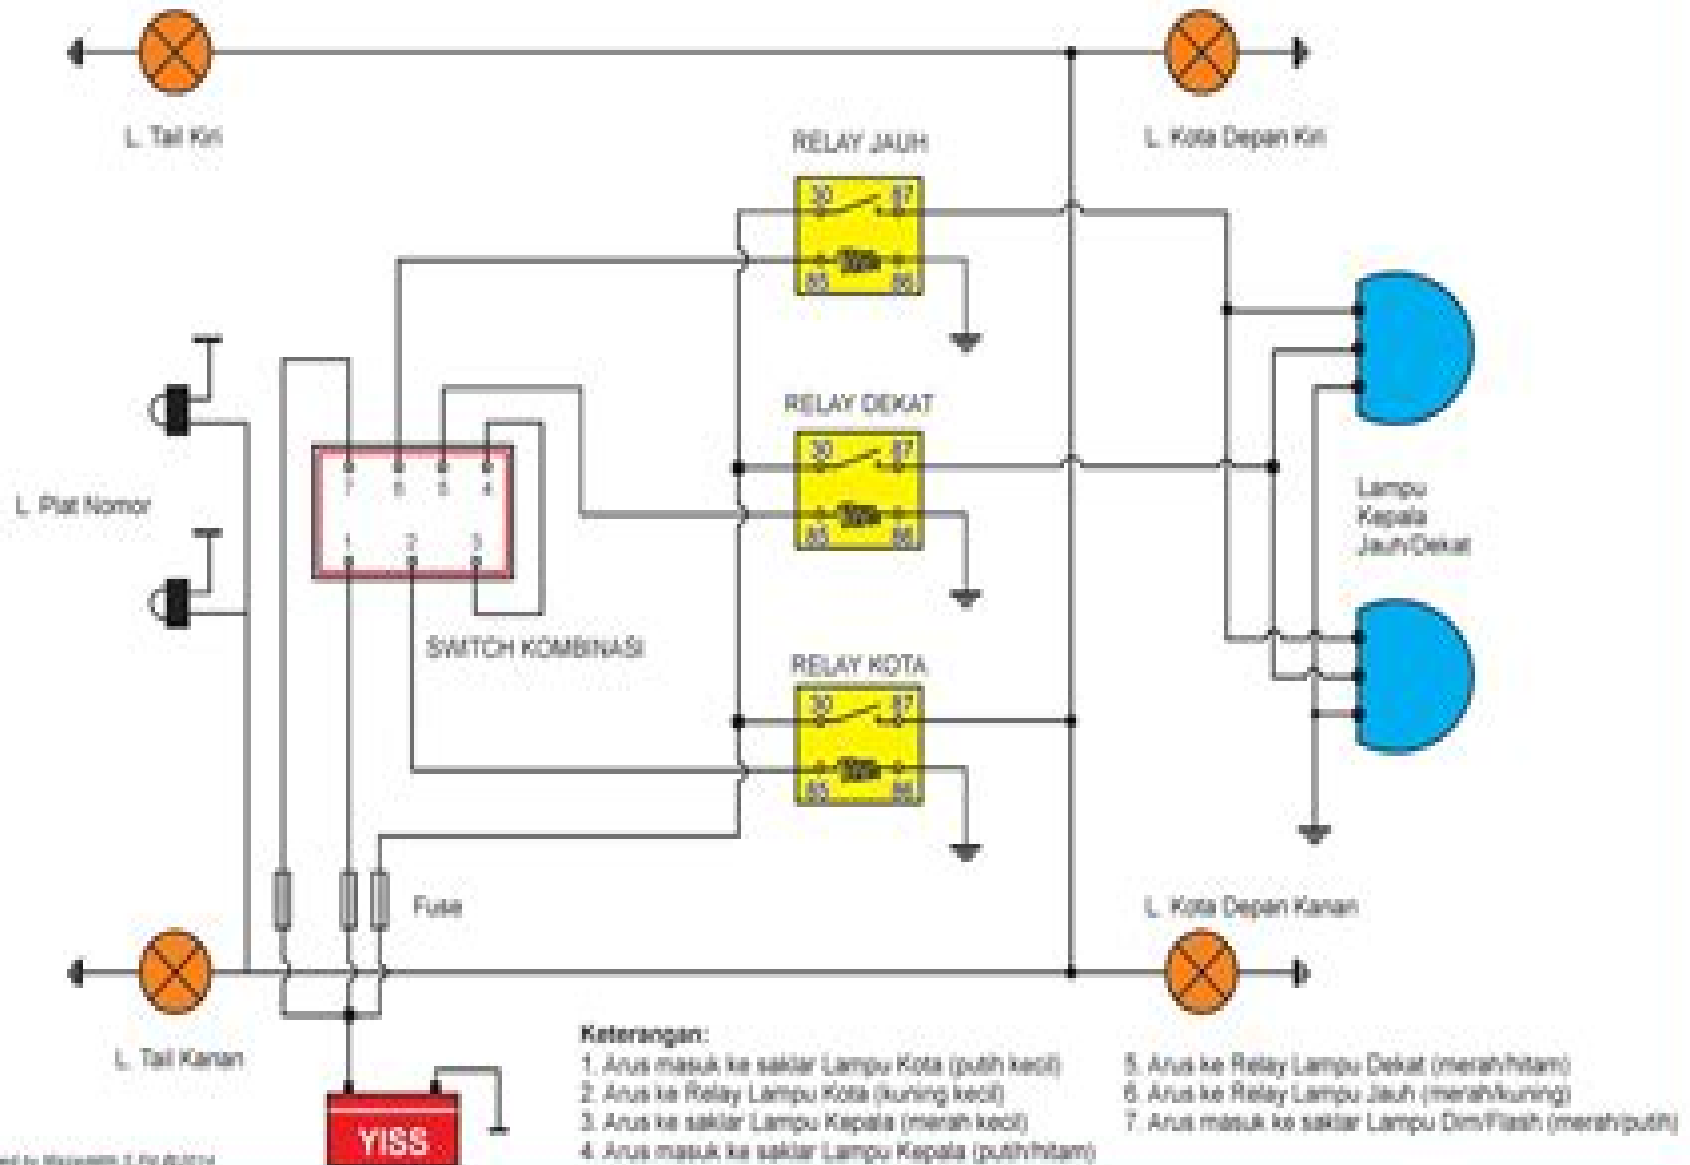 L. Tail Kiri
L. Kota Depan Kiri
RELAY JAUH
30 87
85 86
RELAY DEKAT
30 87
85 86
L. Plat Nomor
7 6 5 4
1 2 3
Lampu
Kepala
Jauh/Dekat
SWITCH KOMBINASI
RELAY KOTA
30 87
85 86
Fuse
L. Kota Depan Kanan
L. Tail Kanan
YISS
Keterangan:
1. Arus masuk ke saklar Lampu Kota (putih kecil)
2. Arus ke Relay Lampu Kota (kuning kecil)
3. Arus ke saklar Lampu Kepala (merah kecil)
4. Arus masuk ke saklar Lampu Kepala (putih/hitam)
5. Arus ke Relay Lampu Dekat (merah/hitam)
6. Arus ke Relay Lampu Jauh (merah/kuning)
7. Arus masuk ke saklar Lampu Dim/Flash (merah/putih)